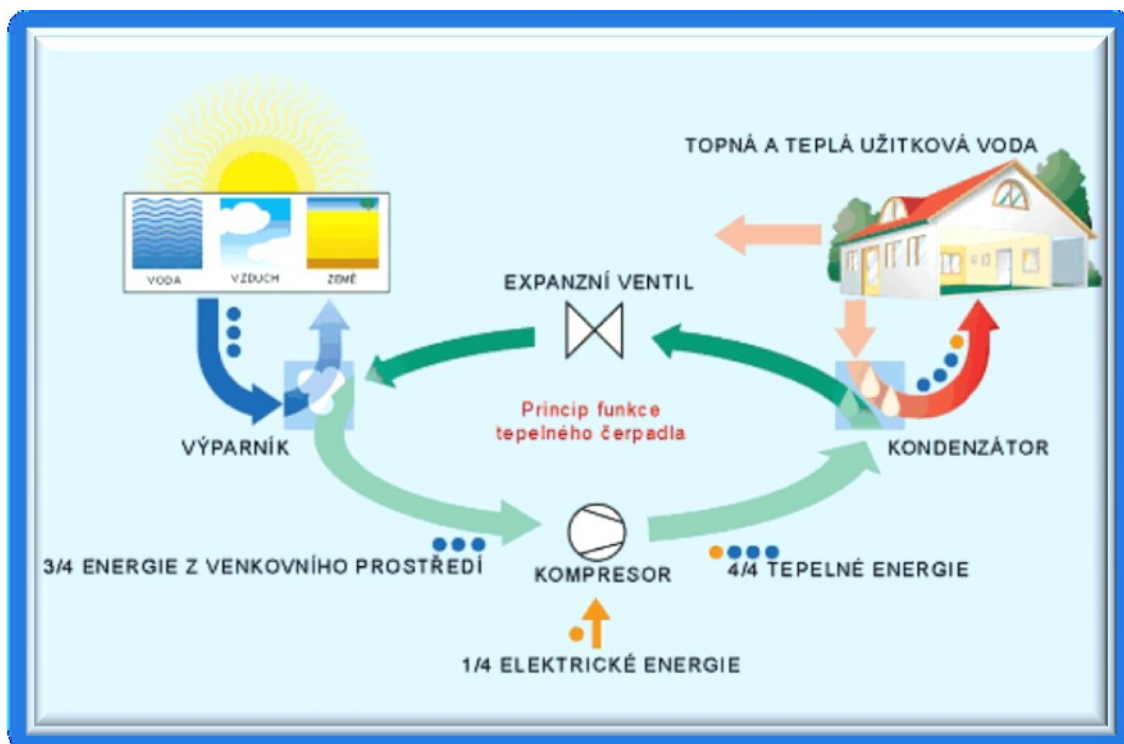 TOPNÁ A TEPLÁ UŽITKOVÁ VODA
VODA
VZDUCH
ZEMĚ
EXPANZNÍ VENTIL
Princip funkce
tepelného čerpadla
VÝPARNÍK
KONDENZÁTOR
3/4 ENERGIE Z VENKOVNÍHO PROSTŘEDÍ
KOMPRESOR
4/4 TEPELNÉ ENERGIE
1/4 ELEKTRICKÉ ENERGIE